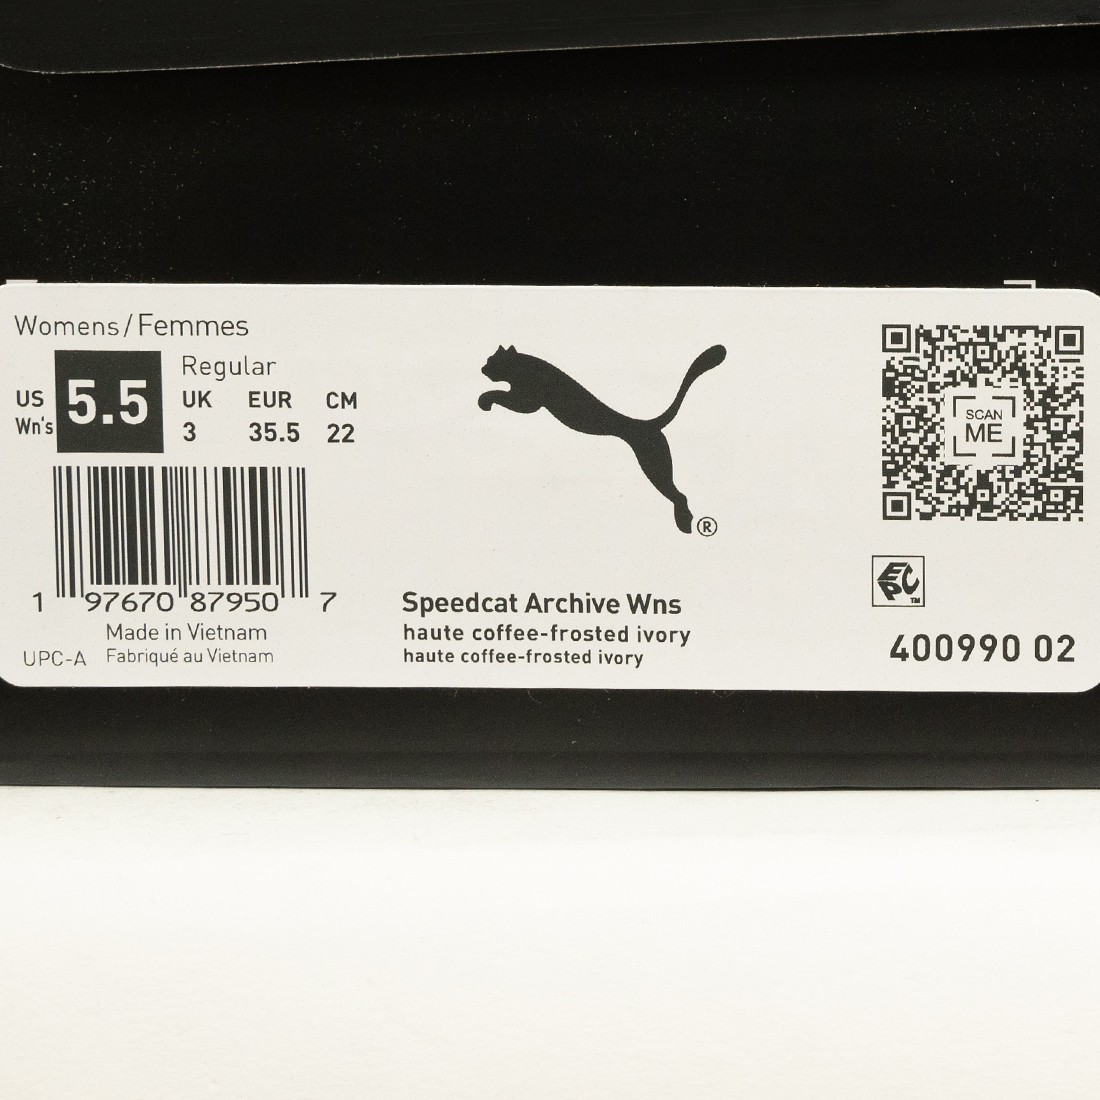 Womens/Femmes
US
Wn's
5.5
Regular
UK EUR CM
3 35.5 22
1 97670 87950 7
Made in Vietnam
UPC-A Fabriqué au Vietnam
®
Speedcat Archive Wns
haute coffee-frosted ivory
haute coffee-frosted ivory
SCAN
ME
EPC™
400990 02